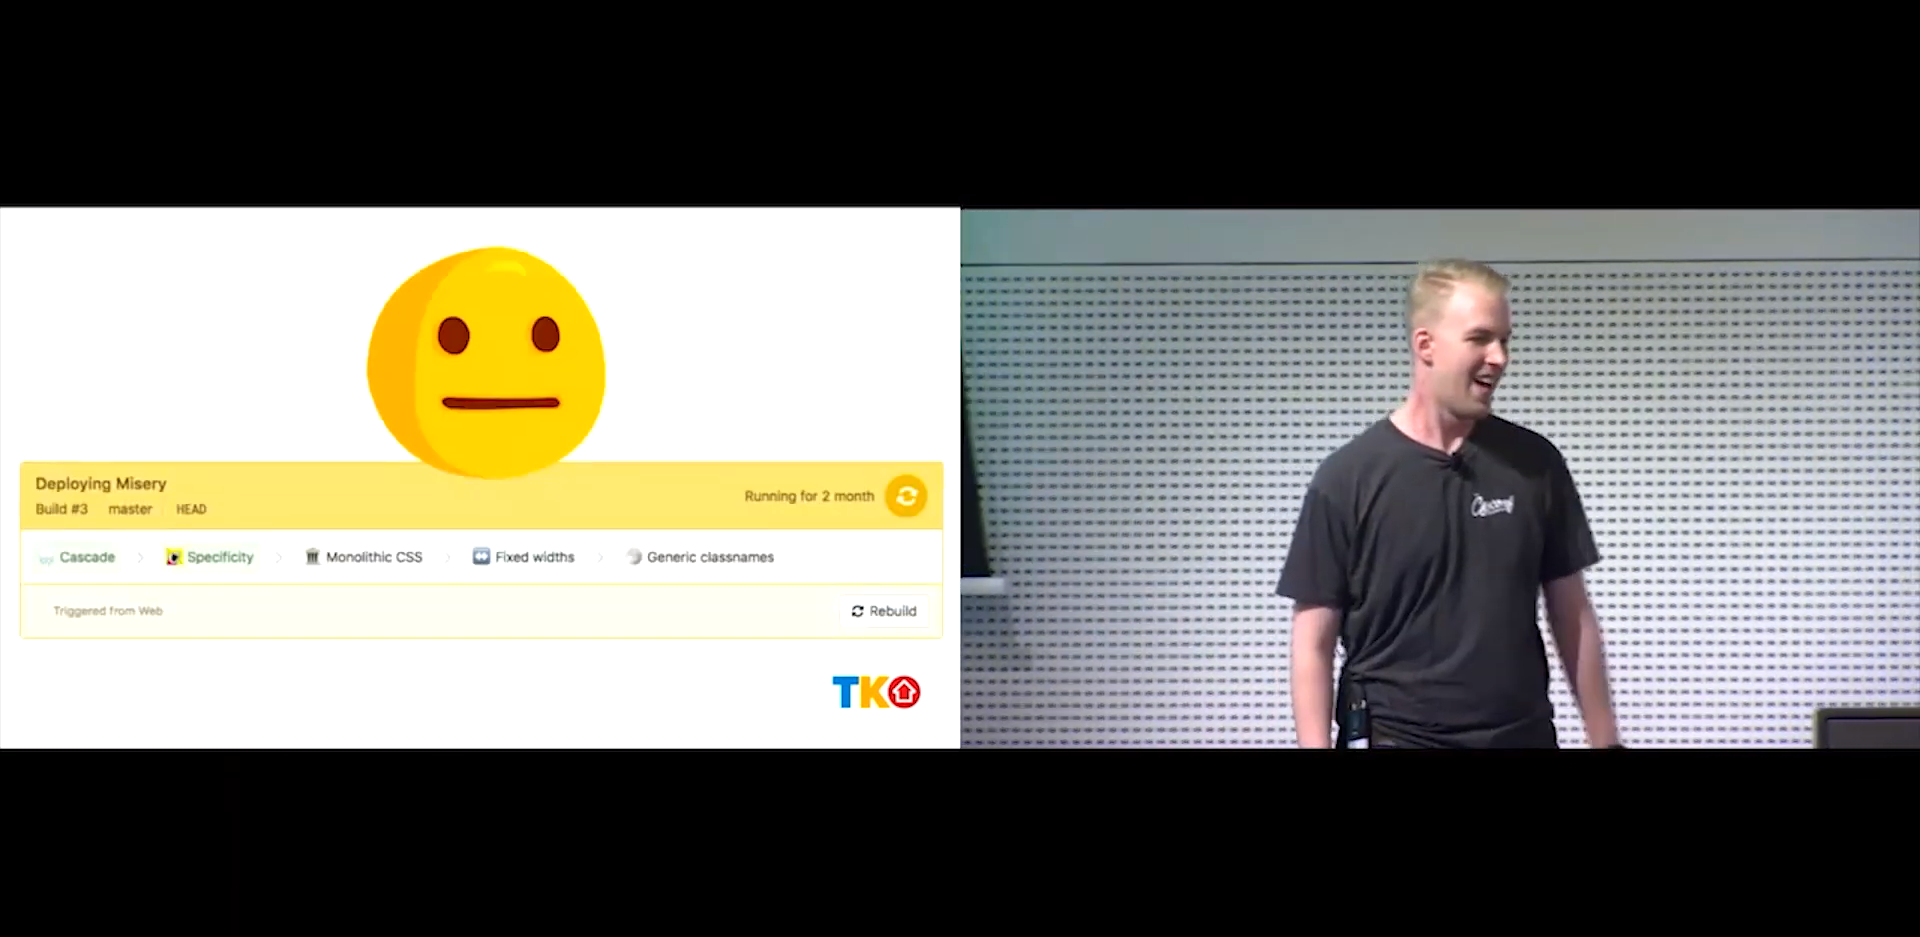 Deploying Misery
Build #3 master HEAD
Running for 2 month
Cascade Specificity Monolithic CSS Fixed widths Generic classnames
Triggered from Web
Rebuild
TKO